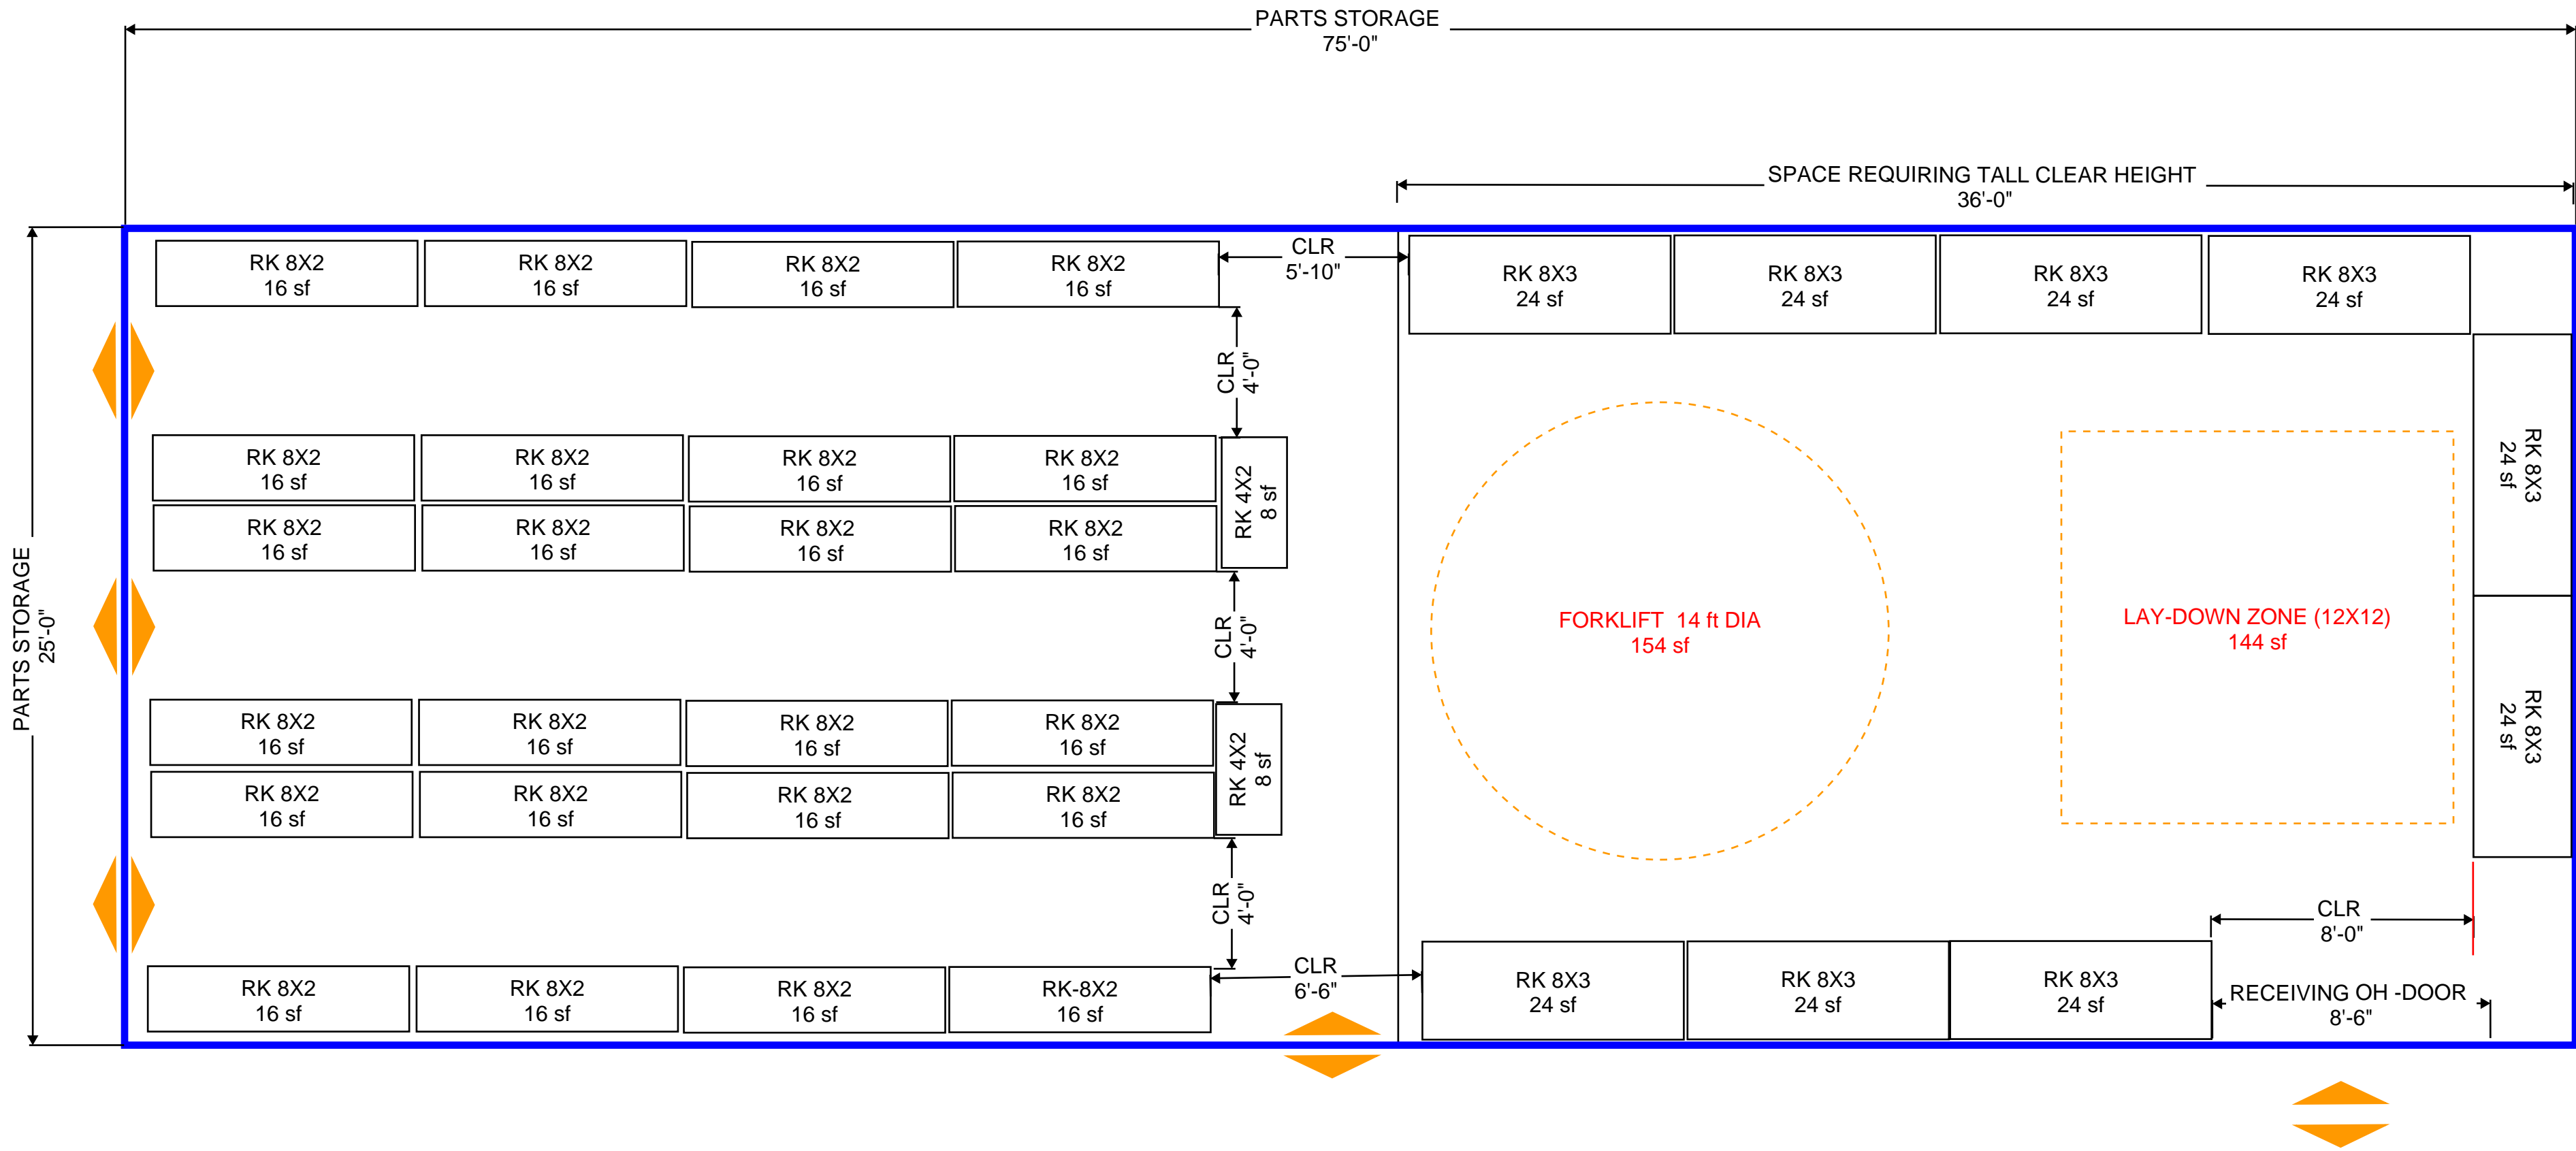 PARTS STORAGE
75'-0"
SPACE REQUIRING TALL CLEAR HEIGHT
36'-0"
RK 8X2
16 sf
RK 8X2
16 sf
RK 8X2
16 sf
RK 8X2
16 sf
CLR
5'-10"
RK 8X3
24 sf
RK 8X3
24 sf
RK 8X3
24 sf
RK 8X3
24 sf
CLR
4'-0"
RK 8X2
16 sf
RK 8X2
16 sf
RK 8X2
16 sf
RK 8X2
16 sf
RK 4X2
8 sf
RK 8X3
24 sf
RK 8X2
16 sf
RK 8X2
16 sf
RK 8X2
16 sf
RK 8X2
16 sf
PARTS STORAGE
25'-0"
CLR
4'-0"
FORKLIFT  14 ft DIA
154 sf
LAY-DOWN ZONE (12X12)
144 sf
RK 8X2
16 sf
RK 8X2
16 sf
RK 8X2
16 sf
RK 8X2
16 sf
RK 4X2
8 sf
RK 8X3
24 sf
RK 8X2
16 sf
RK 8X2
16 sf
RK 8X2
16 sf
RK 8X2
16 sf
CLR
4'-0"
CLR
8'-0"
RK 8X2
16 sf
RK 8X2
16 sf
RK 8X2
16 sf
RK-8X2
16 sf
CLR
6'-6"
RK 8X3
24 sf
RK 8X3
24 sf
RK 8X3
24 sf
RECEIVING OH -DOOR
8'-6"